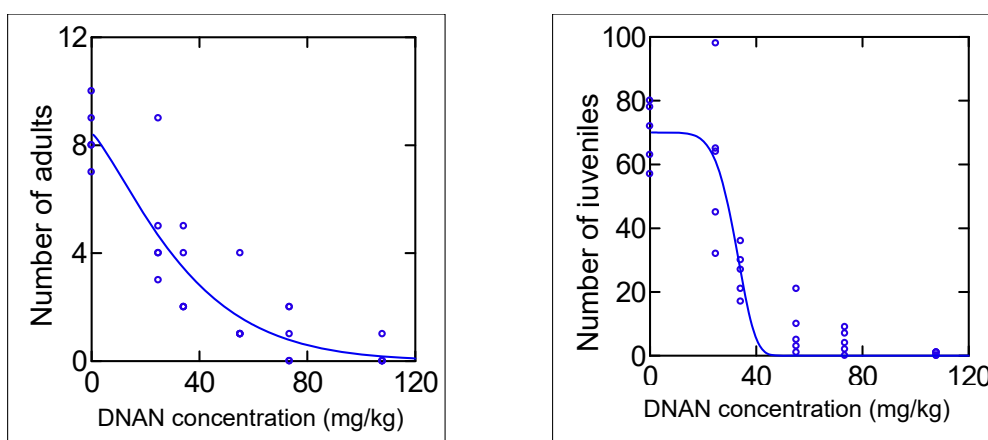 12
8
4
0
Number of adults
0 40 80 120
DNAN concentration (mg/kg)
100
80
60
40
20
0
Number of iuveniles
0 40 80 120
DNAN concentration (mg/kg)